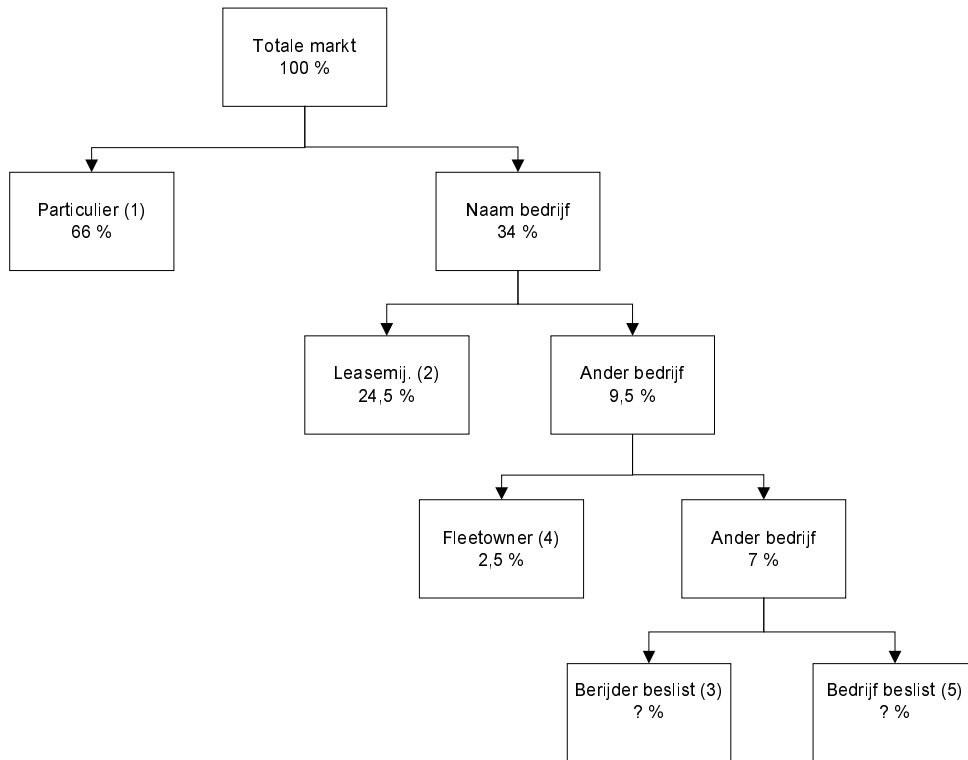 Totale markt
100 %
Particulier (1)
66 %
Naam bedrijf
34 %
Leasemij. (2)
24,5 %
Ander bedrijf
9,5 %
Fleetowner (4)
2,5 %
Ander bedrijf
7 %
Berijder beslist (3)
? %
Bedrijf beslist (5)
? %